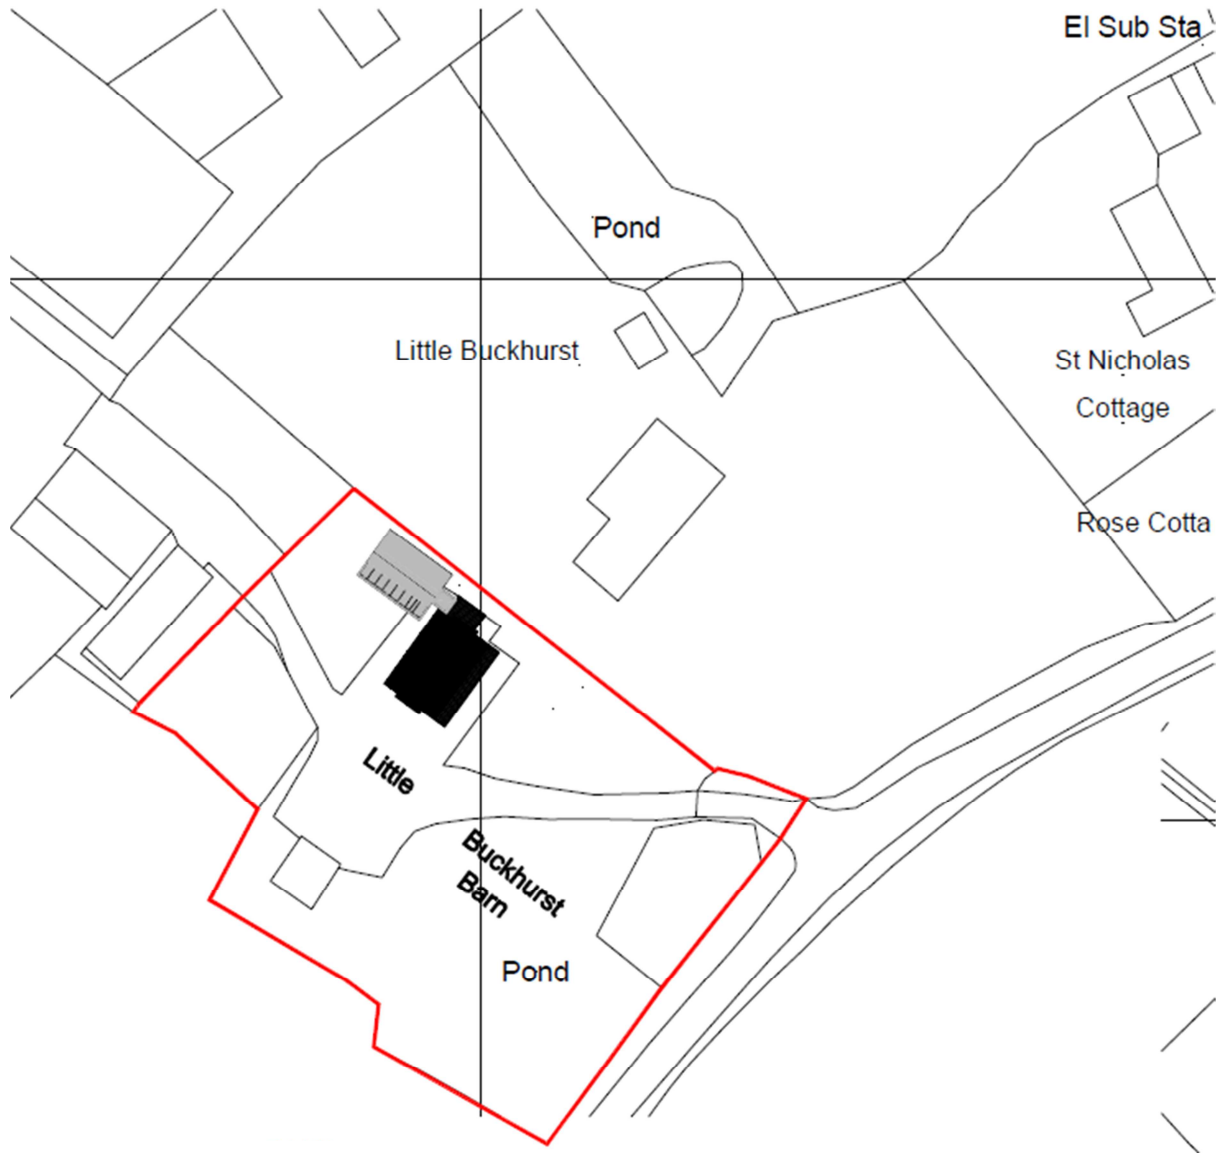 El Sub Sta
Pond
Little Buckhurst
St Nicholas
Cottage
Rose Cotta
Little
Buckhurst
Barn
Pond